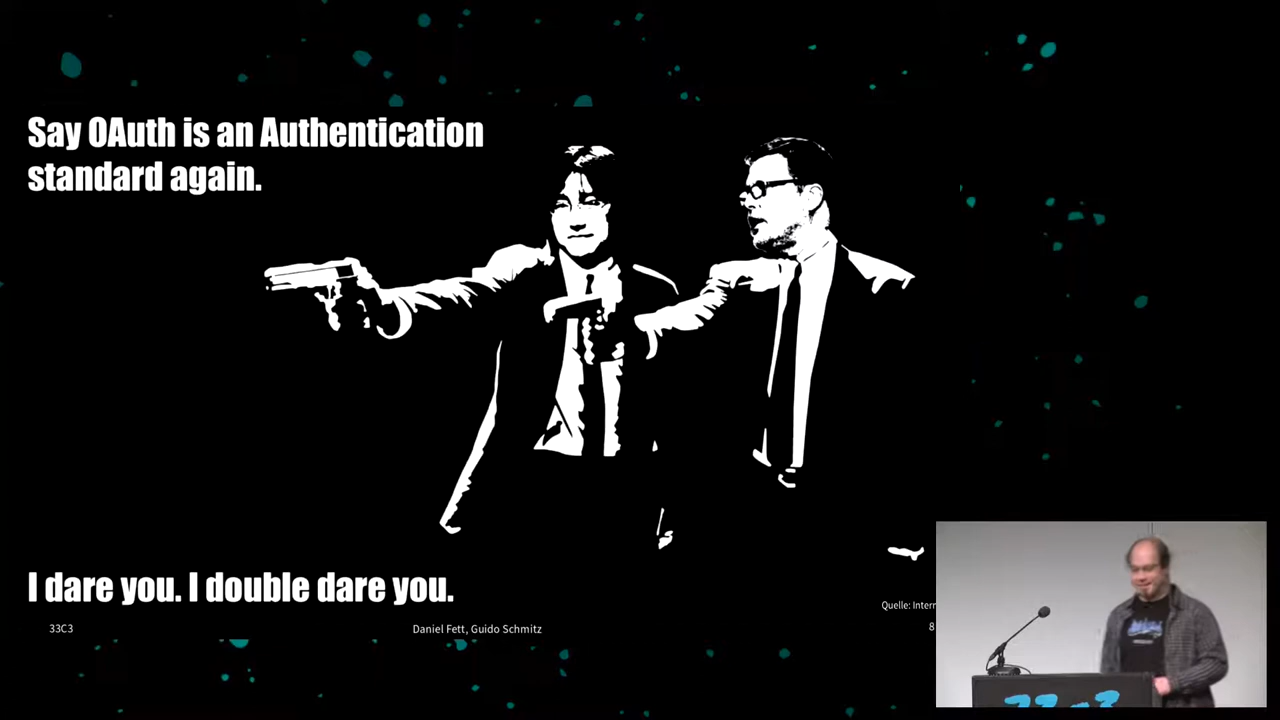 Say OAuth is an Authentication
standard again.
I dare you. I double dare you.
Quelle: Intern
33C3
Daniel Fett, Guido Schmitz
8